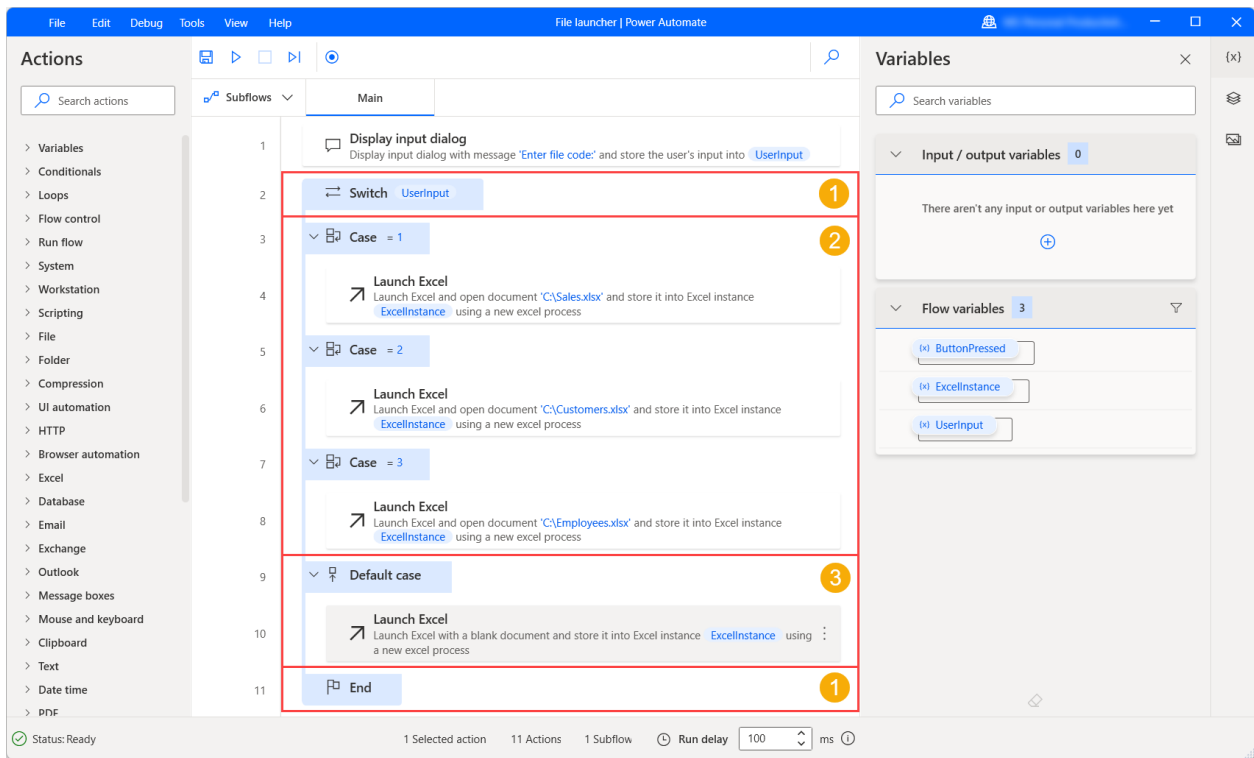 File Edit Debug Tools View Help
File launcher | Power Automate
Actions
Search actions
Variables
Conditionals
Loops
Flow control
Run flow
System
Workstation
Scripting
File
Folder
Compression
UI automation
HTTP
Browser automation
Excel
Database
Email
Exchange
Outlook
Message boxes
Mouse and keyboard
Clipboard
Text
Date time
PDF
Subflows
Main
1
Display input dialog
Display input dialog with message 'Enter file code:' and store the user's input into UserInput
2
Switch UserInput
1
3
Case = 1
2
4
Launch Excel
Launch Excel and open document 'C:\Sales.xlsx' and store it into Excel instance
ExcelInstance using a new excel process
5
Case = 2
6
Launch Excel
Launch Excel and open document 'C:\Customers.xlsx' and store it into Excel instance
ExcelInstance using a new excel process
7
Case = 3
8
Launch Excel
Launch Excel and open document 'C:\Employees.xlsx' and store it into Excel instance
ExcelInstance using a new excel process
9
Default case
3
10
Launch Excel
Launch Excel with a blank document and store it into Excel instance ExcelInstance using
a new excel process
11
End
1
Variables
{x}
Search variables
Input / output variables 0
There aren't any input or output variables here yet
Flow variables 3
(x) ButtonPressed
(x) ExcelInstance
(x) UserInput
Status: Ready
1 Selected action
11 Actions
1 Subflow
Run delay 100 ms